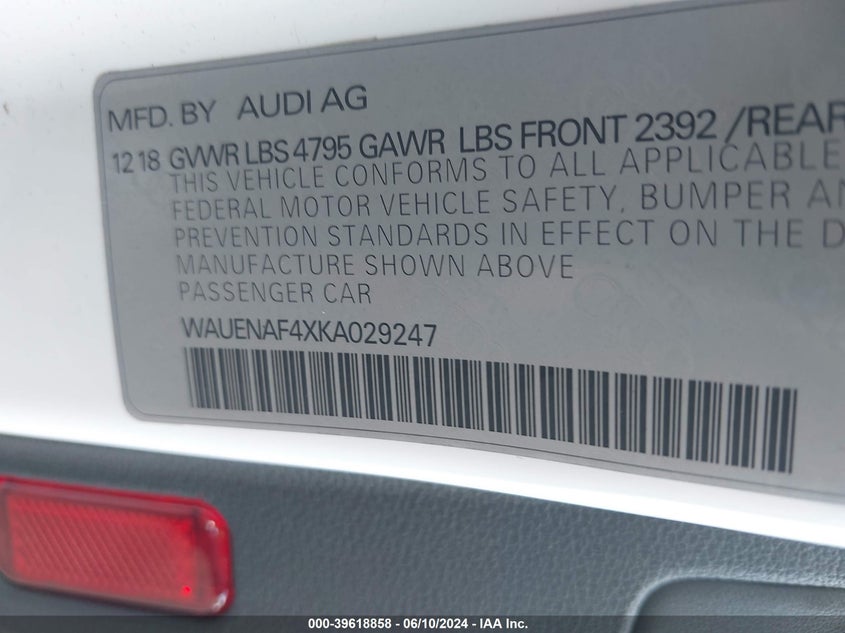 MFD. BY AUDI AG
12 18 GVWR LBS 4795 GAWR LBS FRONT 2392 /REAR
THIS VEHICLE CONFORMS TO ALL APPLICABLE
FEDERAL MOTOR VEHICLE SAFETY, BUMPER AN
PREVENTION STANDARDS IN EFFECT ON THE D
MANUFACTURE SHOWN ABOVE
PASSENGER CAR
WAUENAF4XKA029247
000-39618858 - 06/10/2024 - IAA Inc.